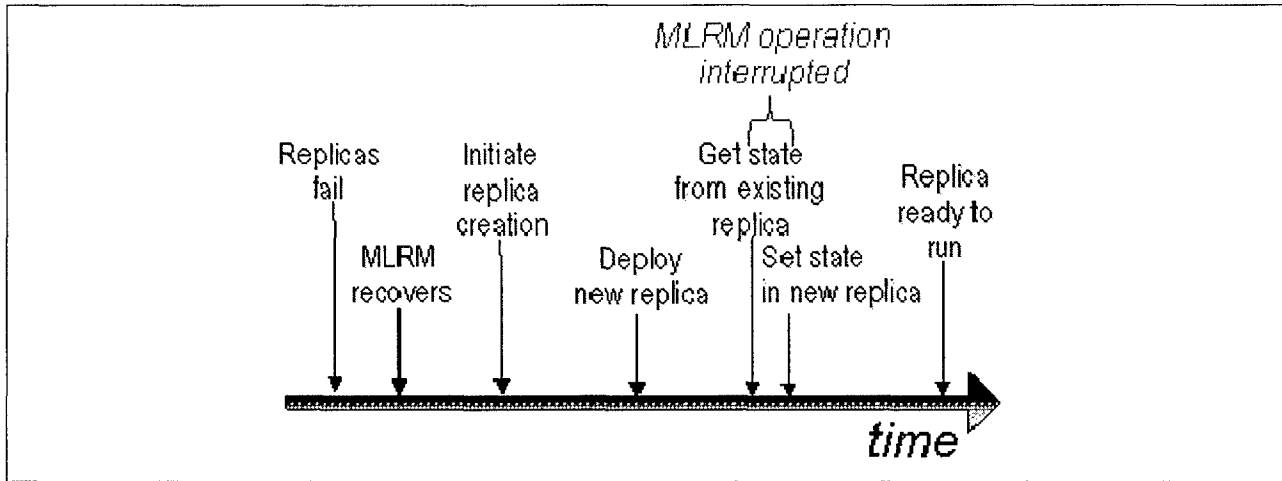 MLRM operation
interrupted
Replicas
fail
MLRM
recovers
Initiate
replica
creation
Deploy
new replica
Get state
from existing
replica
Set state
in new replica
Replica
ready to
run
time